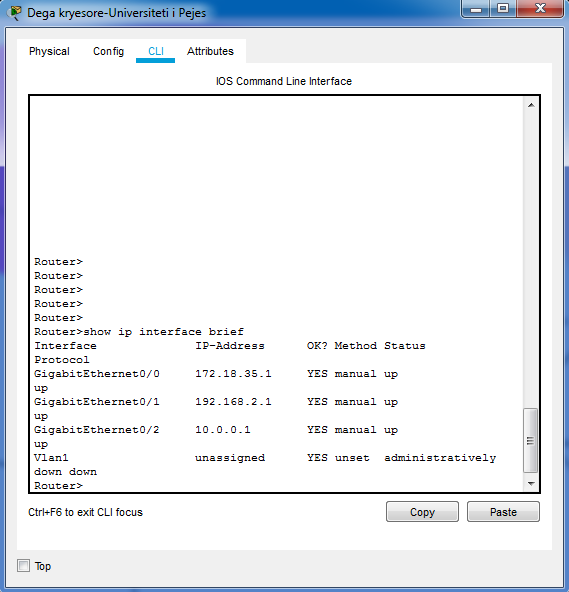 Dega kryesore-Universiteti i Pejes
Physical Config CLI Attributes
IOS Command Line Interface
Router>
Router>
Router>
Router>
Router>
Router>show ip interface brief
Interface IP-Address OK? Method Status
Protocol
GigabitEthernet0/0 172.18.35.1 YES manual up
up
GigabitEthernet0/1 192.168.2.1 YES manual up
up
GigabitEthernet0/2 10.0.0.1 YES manual up
up
Vlan1 unassigned YES unset administratively
down down
Router>
Ctrl+F6 to exit CLI focus
Copy Paste
Top